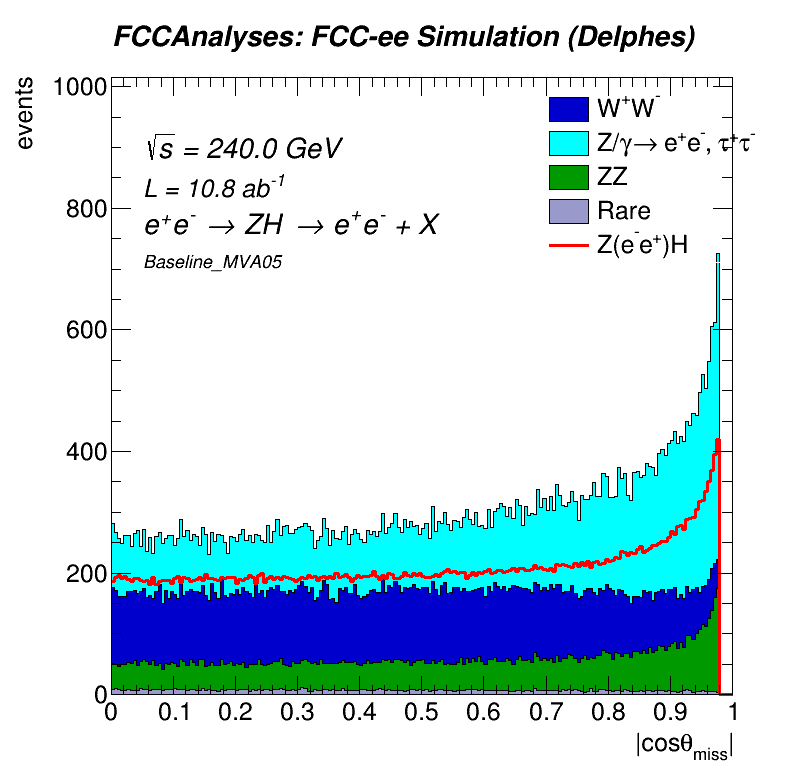 FCCAnalyses: FCC-ee Simulation (Delphes)
events
1000
800
600
400
200
0
√s = 240.0 GeV
L = 10.8 ab⁻¹
e⁺e⁻ → ZH → e⁺e⁻ + X
Baseline_MVA05
W⁺W⁻
Z/γ→ e⁺e⁻, τ⁺τ⁻
ZZ
Rare
Z(e⁻e⁺)H
0 0.1 0.2 0.3 0.4 0.5 0.6 0.7 0.8 0.9 1
|cosθmiss|